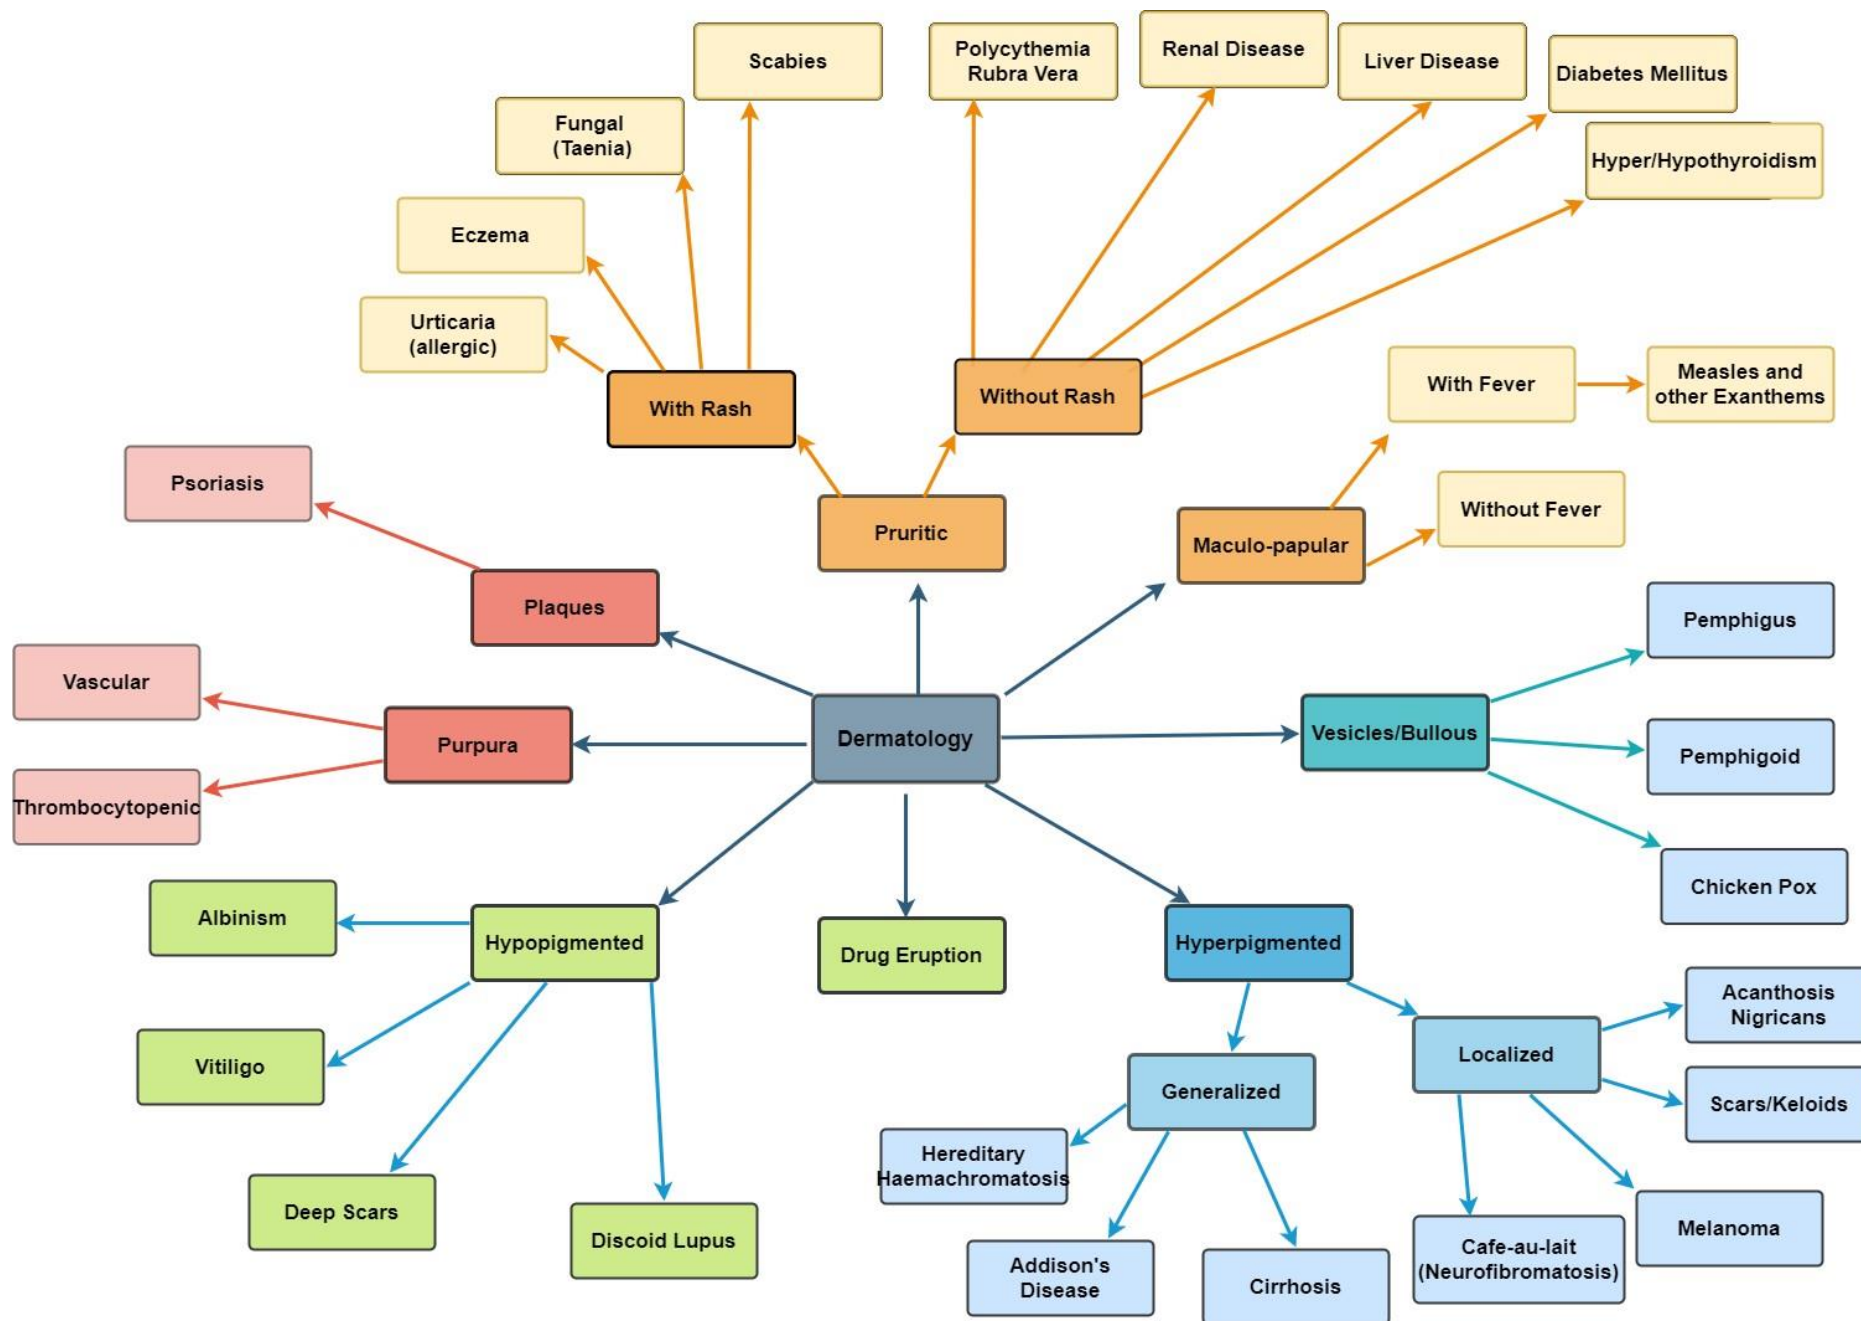 Scabies
Polycythemia
Rubra Vera
Renal Disease
Liver Disease
Diabetes Mellitus
Fungal
(Taenia)
Hyper/Hypothyroidism
Eczema
Urticaria
(allergic)
With Rash
Without Rash
With Fever
Measles and
other Exanthems
Psoriasis
Pruritic
Maculo-papular
Without Fever
Plaques
Pemphigus
Vascular
Purpura
Dermatology
Vesicles/Bullous
Pemphigoid
Thrombocytopenic
Chicken Pox
Albinism
Hypopigmented
Drug Eruption
Hyperpigmented
Acanthosis
Nigricans
Vitiligo
Generalized
Localized
Scars/Keloids
Hereditary
Haemachromatosis
Deep Scars
Discoid Lupus
Addison's
Disease
Cirrhosis
Cafe-au-lait
(Neurofibromatosis)
Melanoma